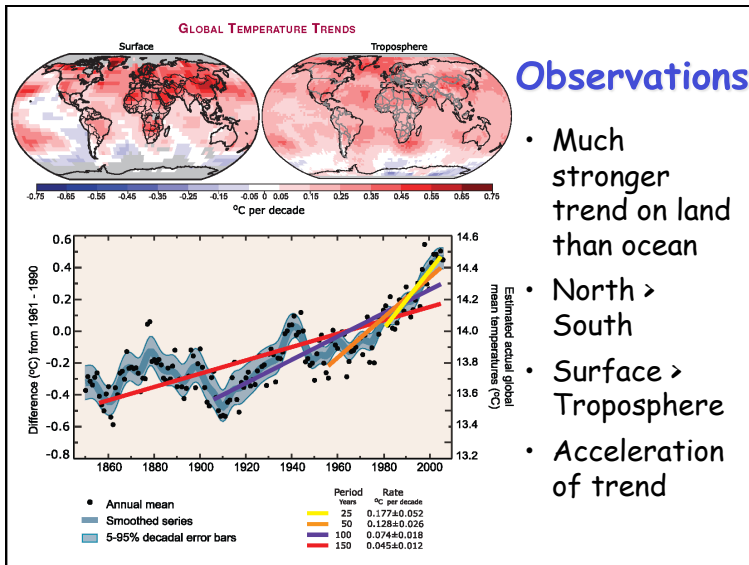 GLOBAL TEMPERATURE TRENDS
Surface
Troposphere
-0.75 -0.65 -0.55 -0.45 -0.35 -0.25 -0.15 -0.05 0 0.05 0.15 0.25 0.35 0.45 0.55 0.65 0.75
ºC per decade
Difference (ºC) from 1961 - 1990
0.6
0.4
0.2
0.0
-0.2
-0.4
-0.6
-0.8
14.6
14.4
14.2
14.0
13.8
13.6
13.4
13.2
Estimated actual global
mean temperatures (ºC)
1860 1880 1900 1920 1940 1960 1980 2000
Annual mean
Smoothed series
5-95% decadal error bars
Period Rate
Years ºC per decade
25 0.177±0.052
50 0.128±0.026
100 0.074±0.018
150 0.045±0.012
Observations
• Much
stronger
trend on land
than ocean
• North >
South
• Surface >
Troposphere
• Acceleration
of trend